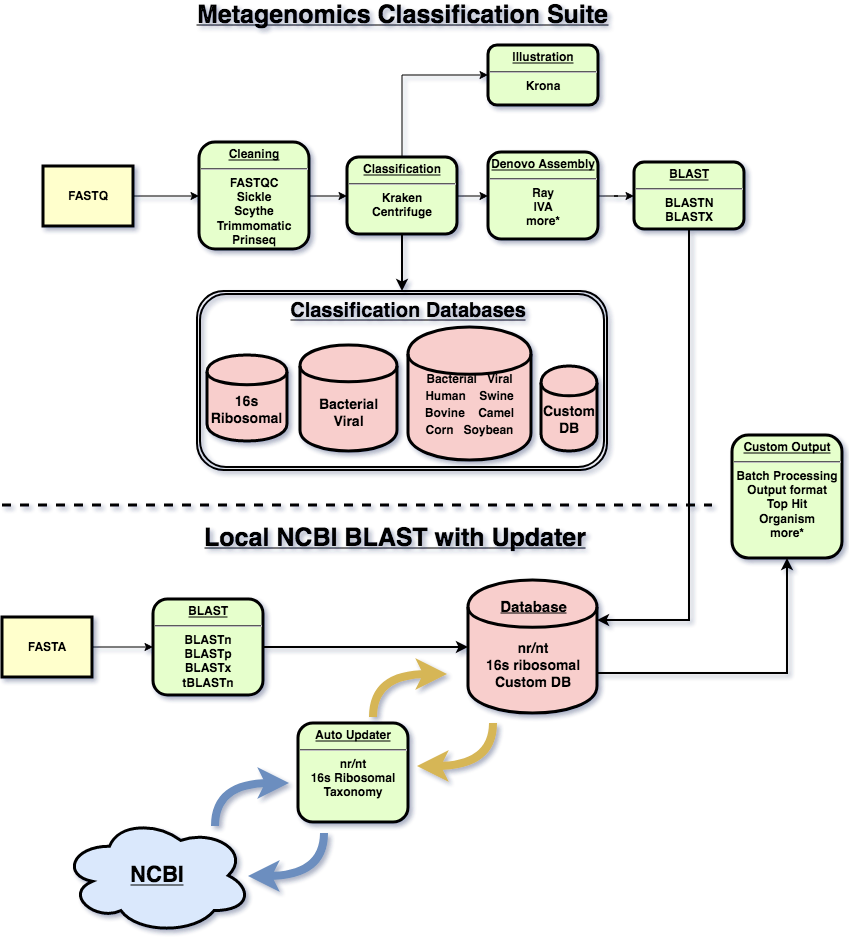 Metagenomics Classification Suite
Illustration
Krona
FASTQ
Cleaning
FASTQC
Sickle
Scythe
Trimmomatic
Prinseq
Classification
Kraken
Centrifuge
Denovo Assembly
Ray
IVA
more*
BLAST
BLASTN
BLASTX
Classification Databases
16s
Ribosomal
Bacterial
Viral
Bacterial Viral
Human Swine
Bovine Camel
Corn Soybean
Custom
DB
Custom Output
Batch Processing
Output format
Top Hit
Organism
more*
Local NCBI BLAST with Updater
FASTA
BLAST
BLASTn
BLASTp
BLASTx
tBLASTn
Database
nr/nt
16s ribosomal
Custom DB
Auto Updater
nr/nt
16s Ribosomal
Taxonomy
NCBI